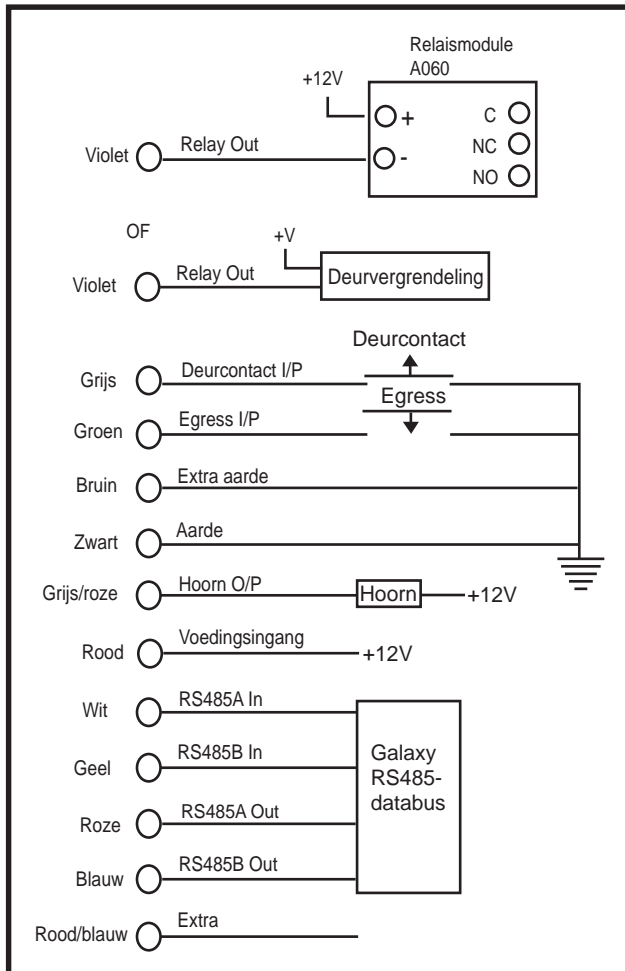 Relaismodule
A060
+12V
+
C
NC
-
NO
Violet
Relay Out
OF
+V
Violet
Relay Out
Deurvergrendeling
Deurcontact
Grijs
Deurcontact I/P
Egress
Groen
Egress I/P
Bruin
Extra aarde
Zwart
Aarde
Grijs/roze
Hoorn O/P
Hoorn
+12V
Rood
Voedingsingang
+12V
Wit
RS485A In
Geel
RS485B In
Galaxy
RS485-
databus
Roze
RS485A Out
Blauw
RS485B Out
Rood/blauw
Extra